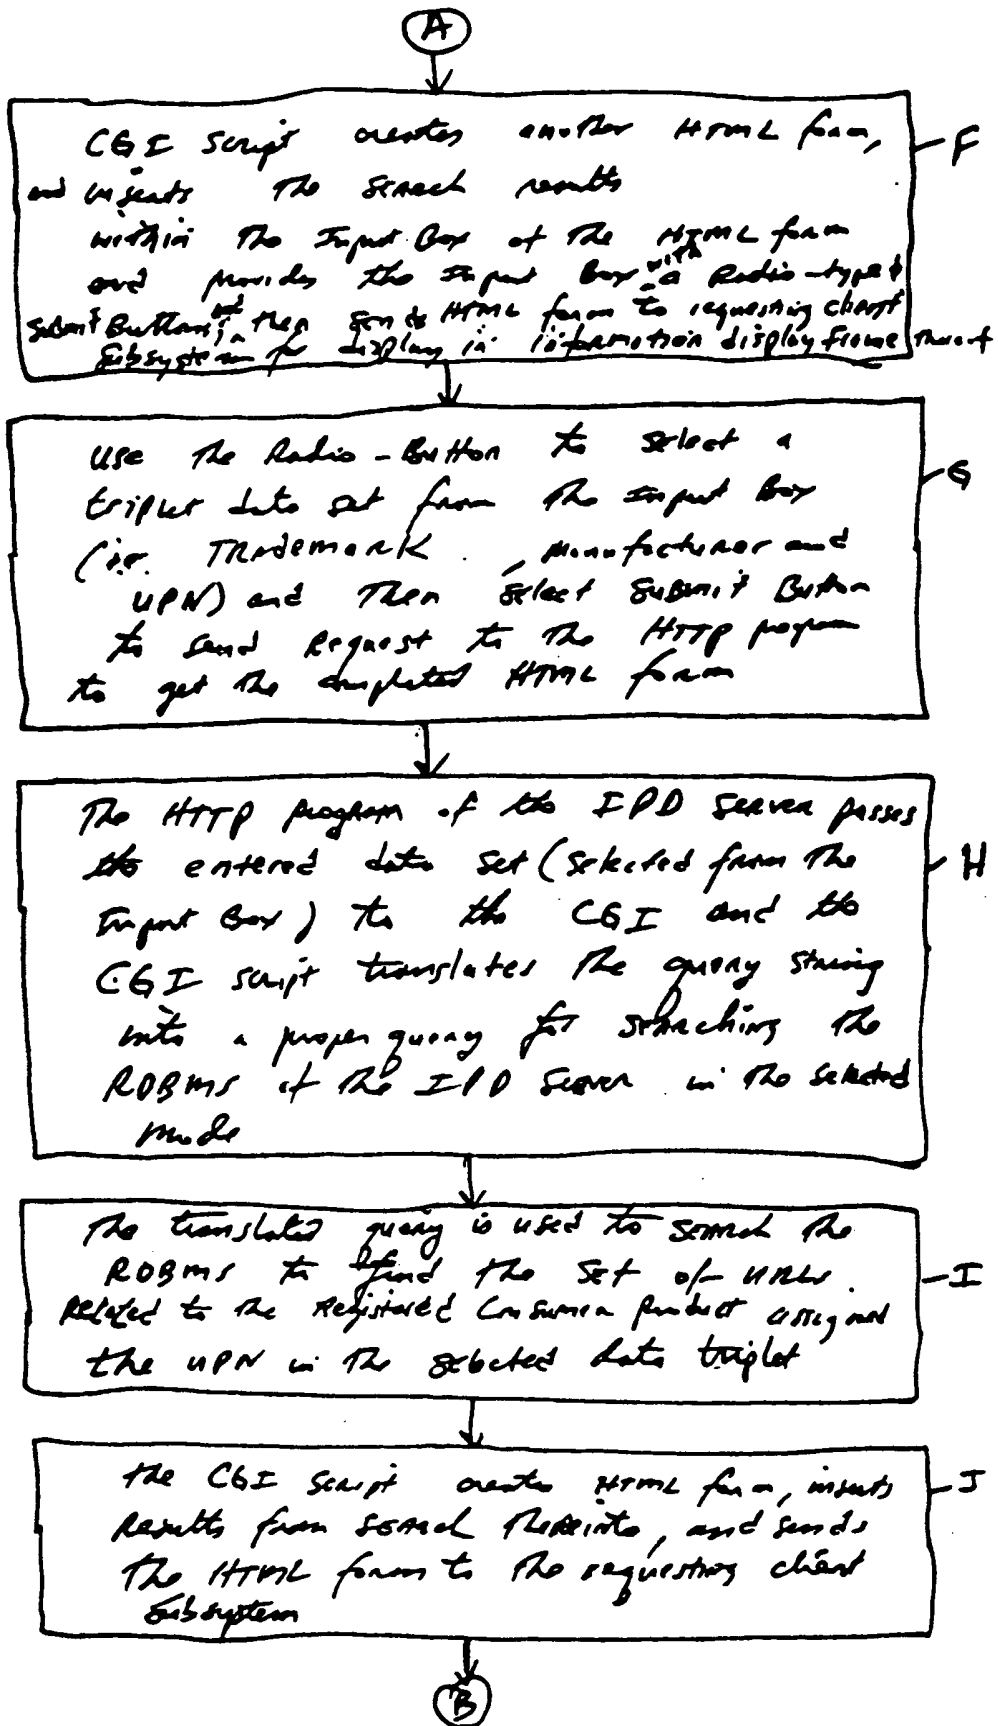 A
CGI Script creates another HTML form, F
and inserts the search results
within the Input Box of the HTML form
and provides the Input Box with a Radio-type &
Submit Buttons, and then sends HTML form to requesting client
subsystem for display in information display frame thereof
Use the Radio-Button to select a
triplet data set from the Input Box G
(i.e. Trademark, Manufacturer and
UPN) and then select Submit Button
to send Request to the HTTP program
to get the completed HTML form
The HTTP program of the IPD Server passes
the entered data set (selected from the H
Input Box) to the CGI and the
CGI script translates the query string
into a proper query for searching the
RDBMS of the IPD Server in the selected
mode
The translated query is used to search the
RDBMS to find the set of URLs I
Related to the Registered Consumer Product assigned
the UPN in the selected data triplet
the CGI Script creates HTML form, inserts J
Results from search thereinto, and sends
the HTML form to the requesting client
subsystem
B